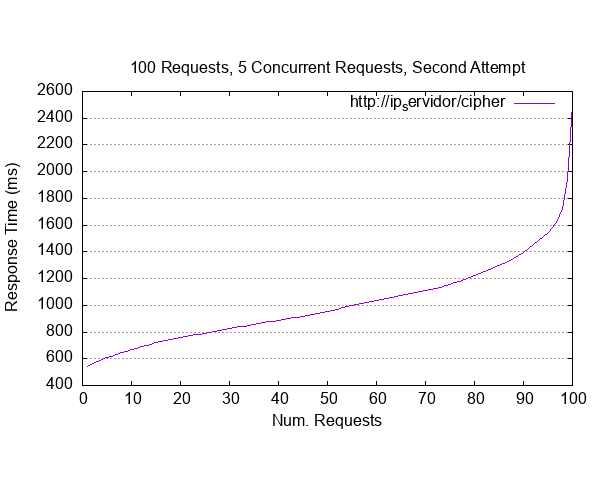 100 Requests, 5 Concurrent Requests, Second Attempt
http://ip_servidor/cipher
Response Time (ms)
2600
2400
2200
2000
1800
1600
1400
1200
1000
800
600
400
0 10 20 30 40 50 60 70 80 90 100
Num. Requests